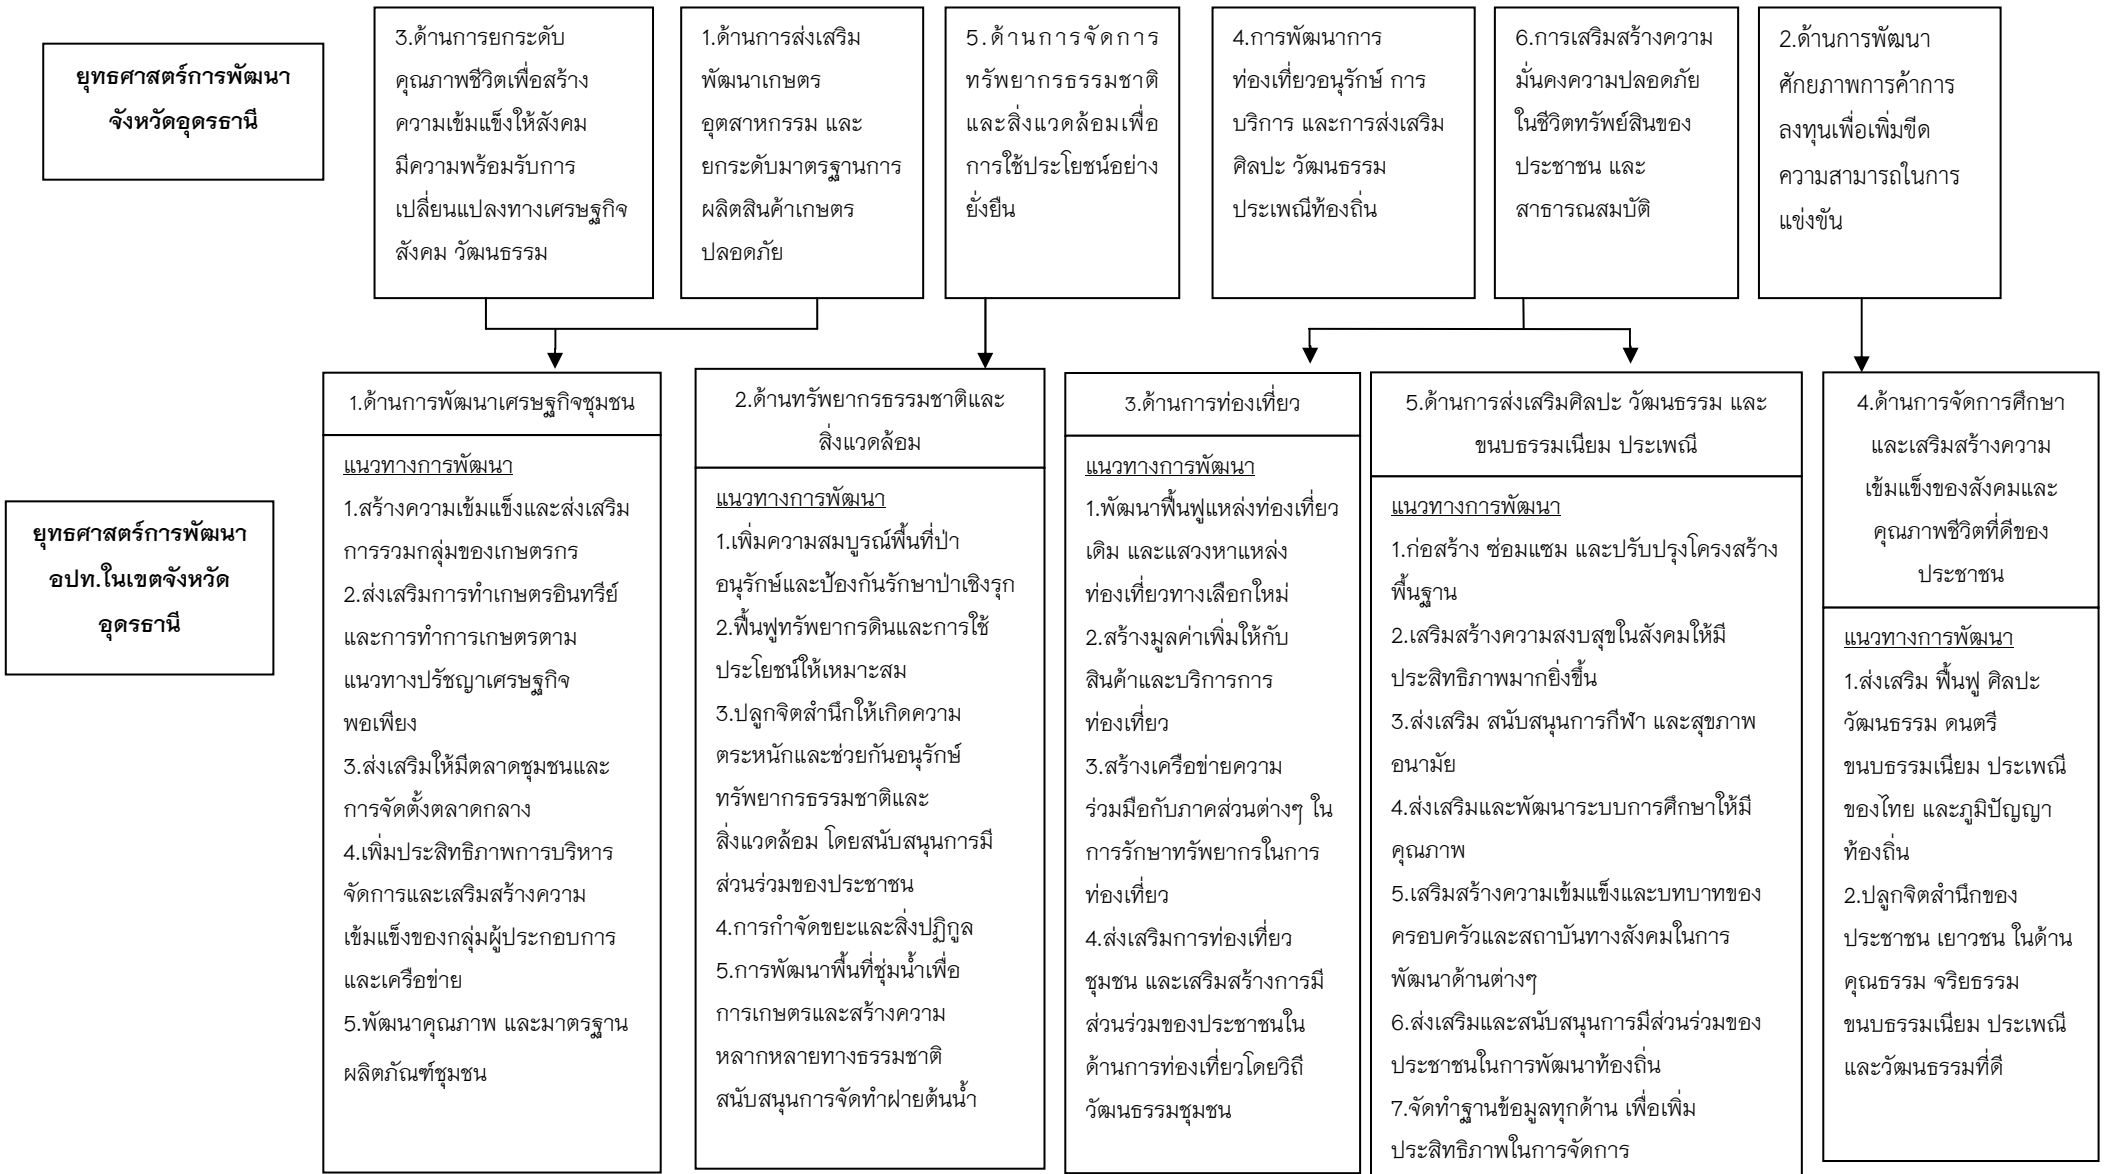 ยุทธศาสตร์การพัฒนา
จังหวัดอุดรธานี
3.ด้านการยกระดับ
คุณภาพชีวิตเพื่อสร้าง
ความเข้มแข็งให้สังคม
มีความพร้อมรับการ
เปลี่ยนแปลงทางเศรษฐกิจ
สังคม วัฒนธรรม
1.ด้านการส่งเสริม
พัฒนาเกษตร
อุตสาหกรรม และ
ยกระดับมาตรฐานการ
ผลิตสินค้าเกษตร
ปลอดภัย
5.ด้านการจัดการ
ทรัพยากรธรรมชาติ
และสิ่งแวดล้อมเพื่อ
การใช้ประโยชน์อย่าง
ยั่งยืน
4.การพัฒนาการ
ท่องเที่ยวอนุรักษ์ การ
บริการ และการส่งเสริม
ศิลปะ วัฒนธรรม
ประเพณีท้องถิ่น
6.การเสริมสร้างความ
มั่นคงความปลอดภัย
ในชีวิตทรัพย์สินของ
ประชาชน และ
สาธารณสมบัติ
2.ด้านการพัฒนา
ศักยภาพการค้าการ
ลงทุนเพื่อเพิ่มขีด
ความสามารถในการ
แข่งขัน
ยุทธศาสตร์การพัฒนา
อปท.ในเขตจังหวัด
อุดรธานี
1.ด้านการพัฒนาเศรษฐกิจชุมชน
แนวทางการพัฒนา
1.สร้างความเข้มแข็งและส่งเสริม
การรวมกลุ่มของเกษตรกร
2.ส่งเสริมการทำเกษตรอินทรีย์
และการทำการเกษตรตาม
แนวทางปรัชญาเศรษฐกิจ
พอเพียง
3.ส่งเสริมให้มีตลาดชุมชนและ
การจัดตั้งตลาดกลาง
4.เพิ่มประสิทธิภาพการบริหาร
จัดการและเสริมสร้างความ
เข้มแข็งของกลุ่มผู้ประกอบการ
และเครือข่าย
5.พัฒนาคุณภาพ และมาตรฐาน
ผลิตภัณฑ์ชุมชน
2.ด้านทรัพยากรธรรมชาติและ
สิ่งแวดล้อม
แนวทางการพัฒนา
1.เพิ่มความสมบูรณ์พื้นที่ป่า
อนุรักษ์และป้องกันรักษาป่าเชิงรุก
2.ฟื้นฟูทรัพยากรดินและการใช้
ประโยชน์ให้เหมาะสม
3.ปลูกจิตสำนึกให้เกิดความ
ตระหนักและช่วยกันอนุรักษ์
ทรัพยากรธรรมชาติและ
สิ่งแวดล้อม โดยสนับสนุนการมี
ส่วนร่วมของประชาชน
4.การกำจัดขยะและสิ่งปฏิกูล
5.การพัฒนาพื้นที่ชุ่มน้ำเพื่อ
การเกษตรและสร้างความ
หลากหลายทางธรรมชาติ
สนับสนุนการจัดทำฝายต้นน้ำ
3.ด้านการท่องเที่ยว
แนวทางการพัฒนา
1.พัฒนาฟื้นฟูแหล่งท่องเที่ยว
เดิม และแสวงหาแหล่ง
ท่องเที่ยวทางเลือกใหม่
2.สร้างมูลค่าเพิ่มให้กับ
สินค้าและบริการการ
ท่องเที่ยว
3.สร้างเครือข่ายความ
ร่วมมือกับภาคส่วนต่างๆ ใน
การรักษาทรัพยากรในการ
ท่องเที่ยว
4.ส่งเสริมการท่องเที่ยว
ชุมชน และเสริมสร้างการมี
ส่วนร่วมของประชาชนใน
ด้านการท่องเที่ยวโดยวิถี
วัฒนธรรมชุมชน
5.ด้านการส่งเสริมศิลปะ วัฒนธรรม และ
ขนบธรรมเนียม ประเพณี
แนวทางการพัฒนา
1.ก่อสร้าง ซ่อมแซม และปรับปรุงโครงสร้าง
พื้นฐาน
2.เสริมสร้างความสงบสุขในสังคมให้มี
ประสิทธิภาพมากยิ่งขึ้น
3.ส่งเสริม สนับสนุนการกีฬา และสุขภาพ
อนามัย
4.ส่งเสริมและพัฒนาระบบการศึกษาให้มี
คุณภาพ
5.เสริมสร้างความเข้มแข็งและบทบาทของ
ครอบครัวและสถาบันทางสังคมในการ
พัฒนาด้านต่างๆ
6.ส่งเสริมและสนับสนุนการมีส่วนร่วมของ
ประชาชนในการพัฒนาท้องถิ่น
7.จัดทำฐานข้อมูลทุกด้าน เพื่อเพิ่ม
ประสิทธิภาพในการจัดการ
4.ด้านการจัดการศึกษา
และเสริมสร้างความ
เข้มแข็งของสังคมและ
คุณภาพชีวิตที่ดีของ
ประชาชน
แนวทางการพัฒนา
1.ส่งเสริม ฟื้นฟู ศิลปะ
วัฒนธรรม ดนตรี
ขนบธรรมเนียม ประเพณี
ของไทย และภูมิปัญญา
ท้องถิ่น
2.ปลูกจิตสำนึกของ
ประชาชน เยาวชน ในด้าน
คุณธรรม จริยธรรม
ขนบธรรมเนียม ประเพณี
และวัฒนธรรมที่ดี